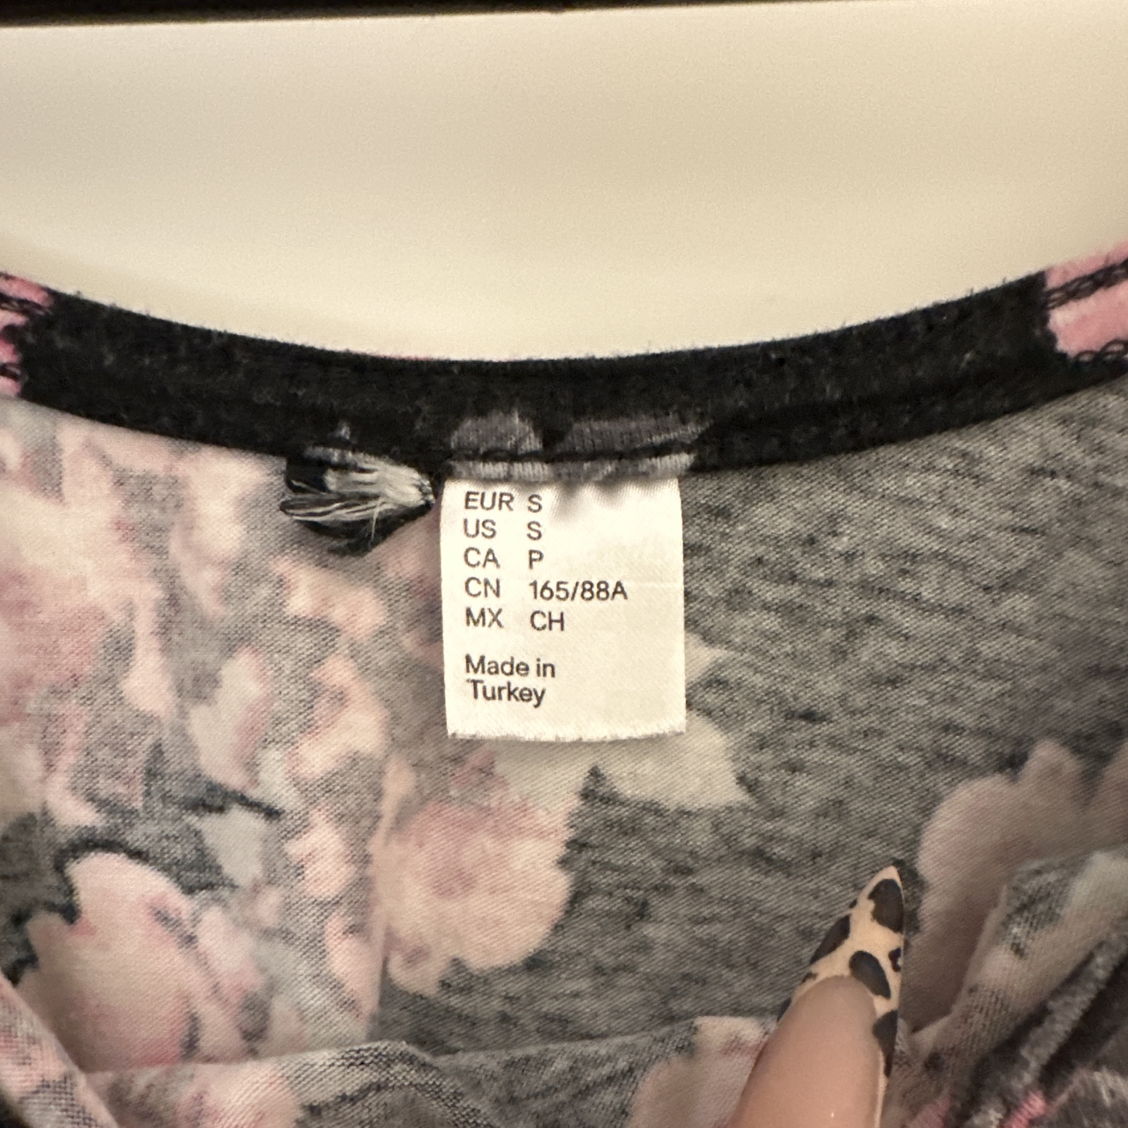 EUR S
US S
CA P
CN 165/88A
MX CH
Made in
Turkey